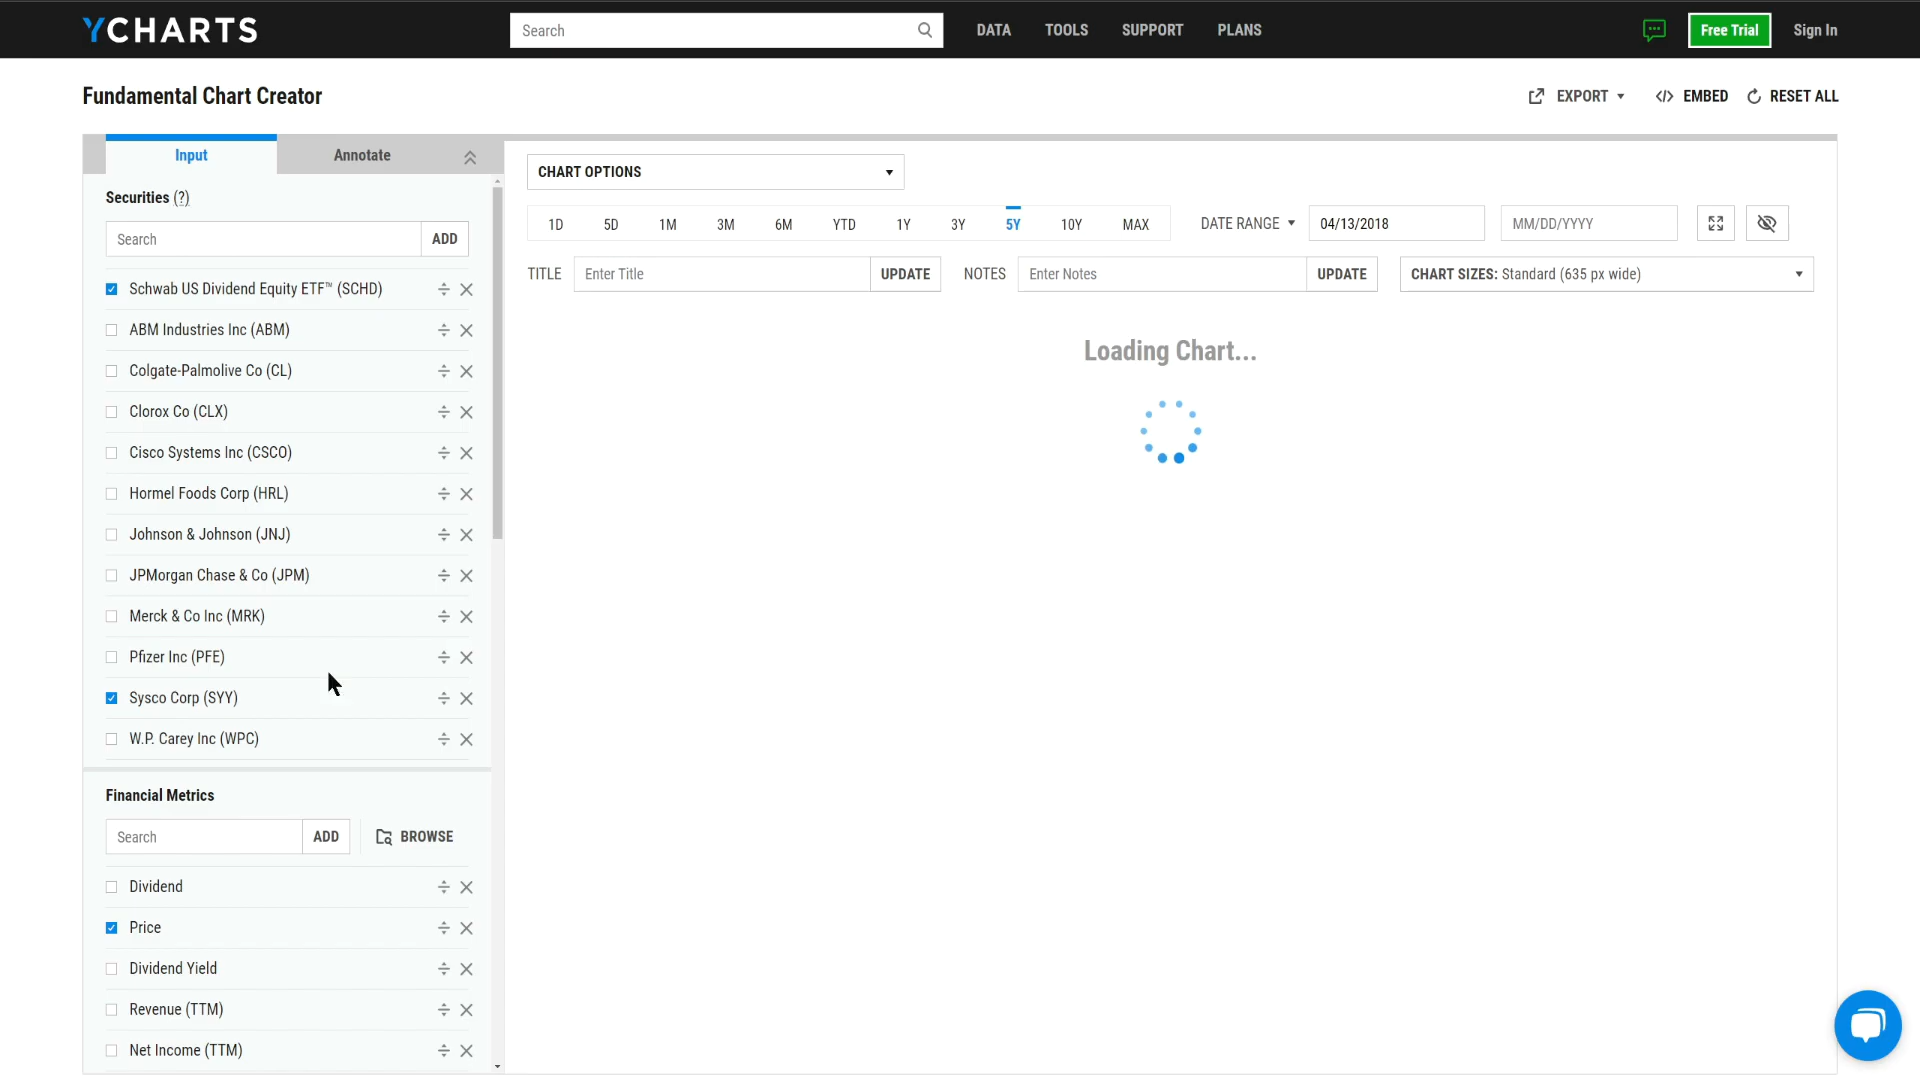 YCHARTS
Search
DATA
TOOLS
SUPPORT
PLANS
Free Trial
Sign In
Fundamental Chart Creator
EXPORT
EMBED
RESET ALL
Input
Annotate
Securities (?)
Search
ADD
Schwab US Dividend Equity ETF™ (SCHD)
ABM Industries Inc (ABM)
Colgate-Palmolive Co (CL)
Clorox Co (CLX)
Cisco Systems Inc (CSCO)
Hormel Foods Corp (HRL)
Johnson & Johnson (JNJ)
JPMorgan Chase & Co (JPM)
Merck & Co Inc (MRK)
Pfizer Inc (PFE)
Sysco Corp (SYY)
W.P. Carey Inc (WPC)
Financial Metrics
Search
ADD
BROWSE
Dividend
Price
Dividend Yield
Revenue (TTM)
Net Income (TTM)
CHART OPTIONS
1D
5D
1M
3M
6M
YTD
1Y
3Y
5Y
10Y
MAX
DATE RANGE
04/13/2018
MM/DD/YYYY
TITLE
Enter Title
UPDATE
NOTES
Enter Notes
UPDATE
CHART SIZES: Standard (635 px wide)
Loading Chart...